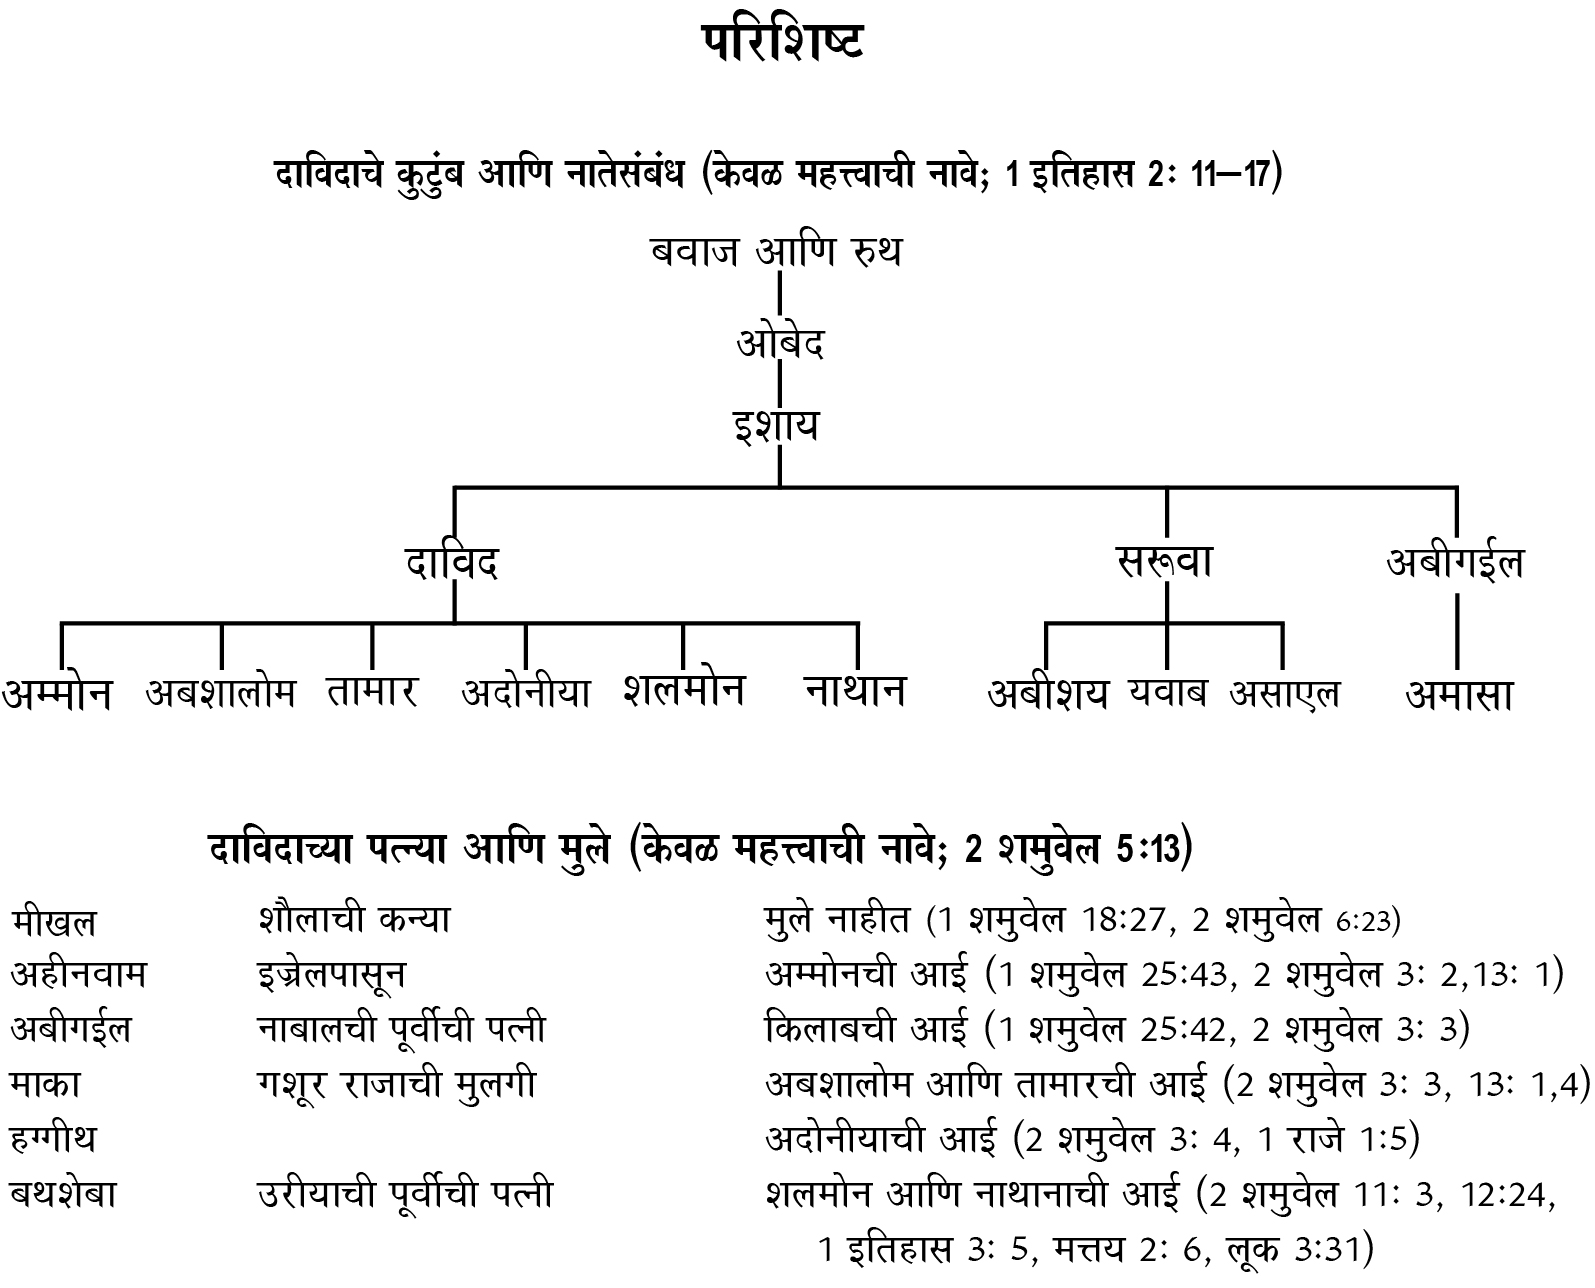 परिशिष्ट
दाविदाचे कुटुंब आणि नातेसंबंध (केवळ महत्त्वाची नावे; 1 इतिहास 2: 11–17)
बवाज आणि रुथ
ओबेद
इशाय
दाविद सरूवा अबीगईल
अम्मोन अबशालोम तामार अदोनीया शलमोन नाथान अबीशय यवाब असाएल अमासा
दाविदाच्या पत्न्या आणि मुले (केवळ महत्त्वाची नावे; 2 शमुवेल 5:13)
मीखल शौलाची कन्या मुले नाहीत (1 शमुवेल 18:27, 2 शमुवेल 6:23)
अहीनवाम इज्रेलपासून अम्मोनची आई (1 शमुवेल 25:43, 2 शमुवेल 3: 2,13: 1)
अबीगईल नाबालची पूर्वीची पत्नी किलाबची आई (1 शमुवेल 25:42, 2 शमुवेल 3: 3)
माका गशूर राजाची मुलगी अबशालोम आणि तामारची आई (2 शमुवेल 3: 3, 13: 1,4)
हग्गीथ अदोनीयाची आई (2 शमुवेल 3: 4, 1 राजे 1:5)
बथशेबा उरीयाची पूर्वीची पत्नी शलमोन आणि नाथानाची आई (2 शमुवेल 11: 3, 12:24,
1 इतिहास 3: 5, मत्तय 2: 6, लूक 3:31)